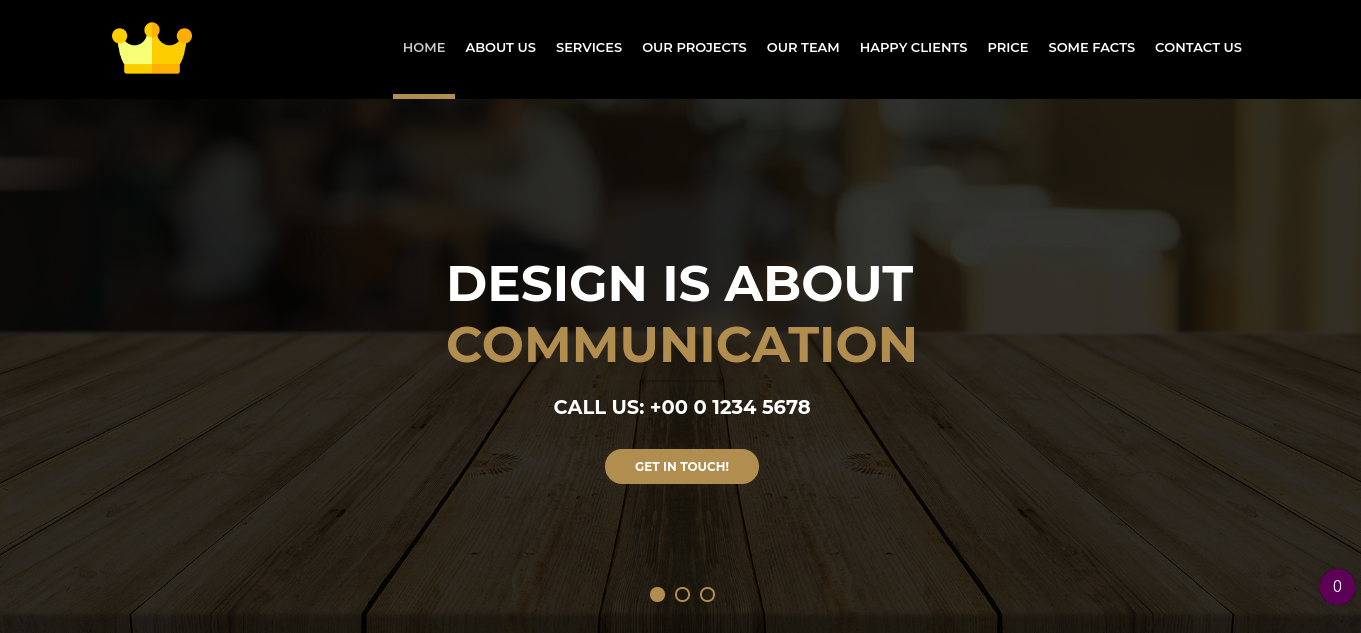 HOME ABOUT US SERVICES OUR PROJECTS OUR TEAM HAPPY CLIENTS PRICE SOME FACTS CONTACT US
DESIGN IS ABOUT
COMMUNICATION
CALL US: +00 0 1234 5678
GET IN TOUCH!
0